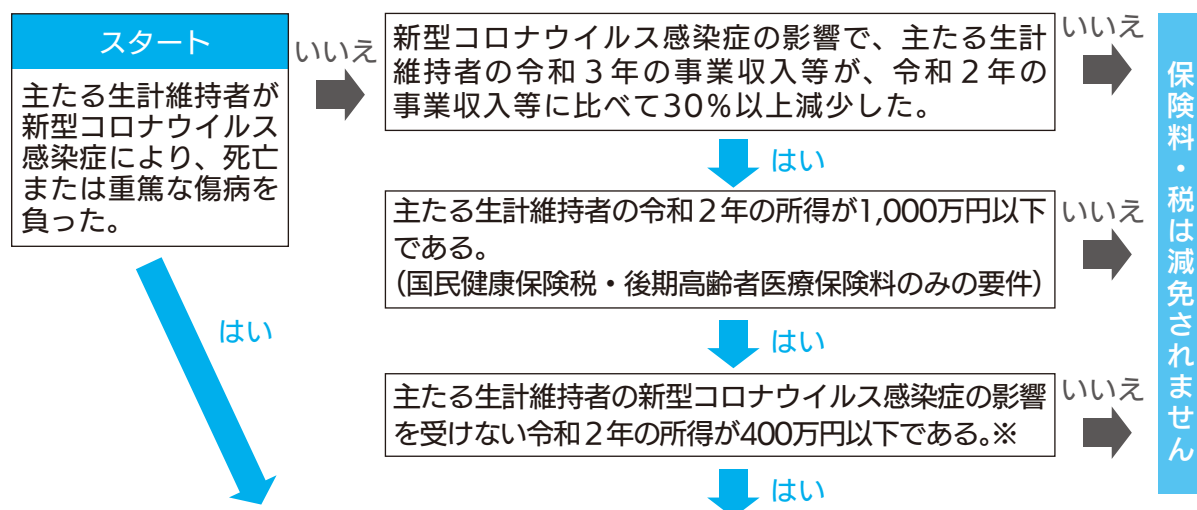 スタート
主たる生計維持者が
新型コロナウイルス
感染症により、死亡
または重篤な傷病を
負った。
いいえ
新型コロナウイルス感染症の影響で、主たる生計
維持者の令和3年の事業収入等が、令和2年の
事業収入等に比べて30%以上減少した。
いいえ
はい
主たる生計維持者の令和2年の所得が1,000万円以下
である。
(国民健康保険税・後期高齢者医療保険料のみの要件)
いいえ
はい
はい
主たる生計維持者の新型コロナウイルス感染症の影響
を受けない令和2年の所得が400万円以下である。※
いいえ
はい
保険料・税は減免されません